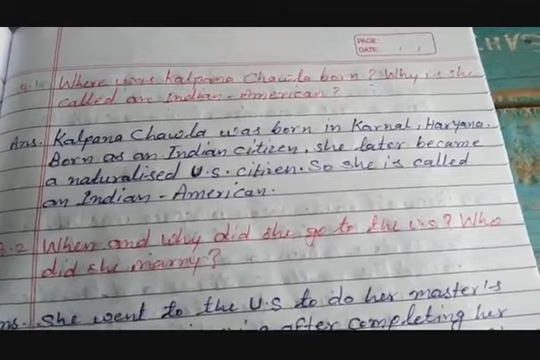 PAGE:
DATE:
Q.1. Where was Kalpana Chawla born? Why is she
called an Indian-American?
Ans. Kalpana Chawla was born in Karnal, Haryana.
Born as an Indian citizen, she later became
a naturalised U.S. citizen. So she is called
an Indian-American.
Q.2 When and why did she go to the U.S? Who
did she marry?
Ans. She went to the U.S to do her master's
after completing her